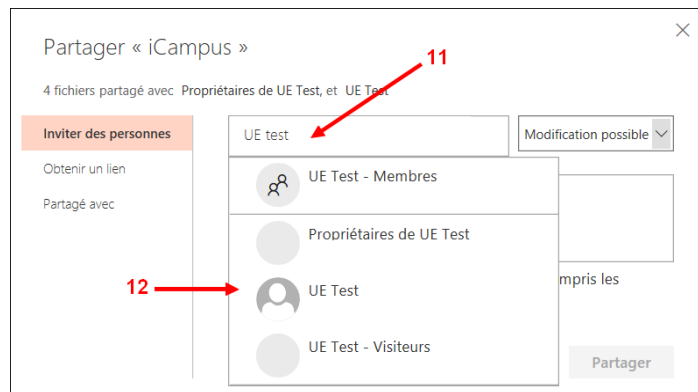 Partager « iCampus »
11
4 fichiers partagé avec Propriétaires de UE Test, et UE Test
Inviter des personnes
UE test
Modification possible
Obtenir un lien
UE Test - Membres
Partagé avec
Propriétaires de UE Test
12
UE Test
mpris les
UE Test - Visiteurs
Partager